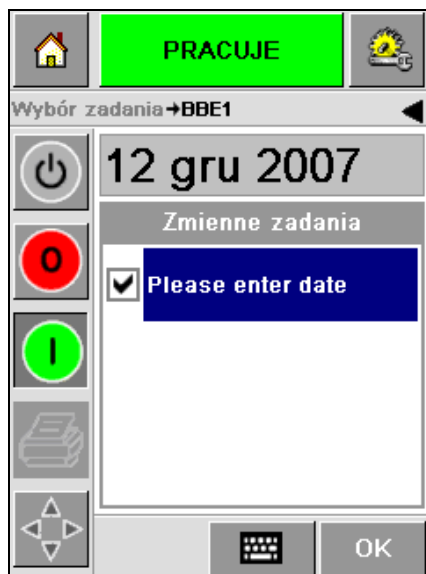 PRACUJE
Wybór zadania→BBE1
12 gru 2007
Zmienne zadania
Please enter date
O
I
OK